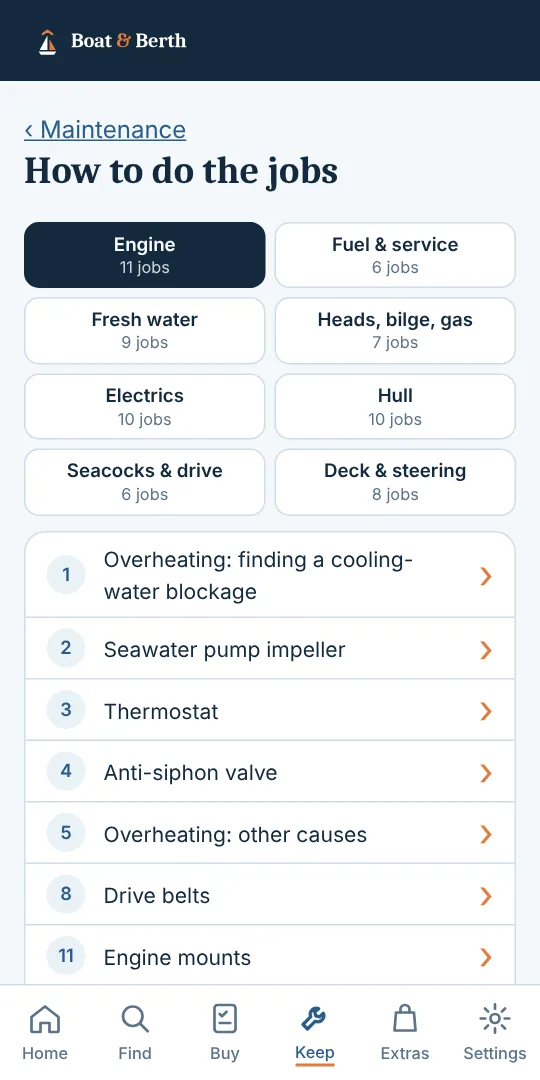 Boat & Berth
‹ Maintenance
How to do the jobs
Engine
11 jobs
Fuel & service
6 jobs
Fresh water
9 jobs
Heads, bilge, gas
7 jobs
Electrics
10 jobs
Hull
10 jobs
Seacocks & drive
6 jobs
Deck & steering
8 jobs
1 Overheating: finding a cooling-
water blockage
2 Seawater pump impeller
3 Thermostat
4 Anti-siphon valve
5 Overheating: other causes
8 Drive belts
11 Engine mounts
Home Find Buy Keep Extras Settings